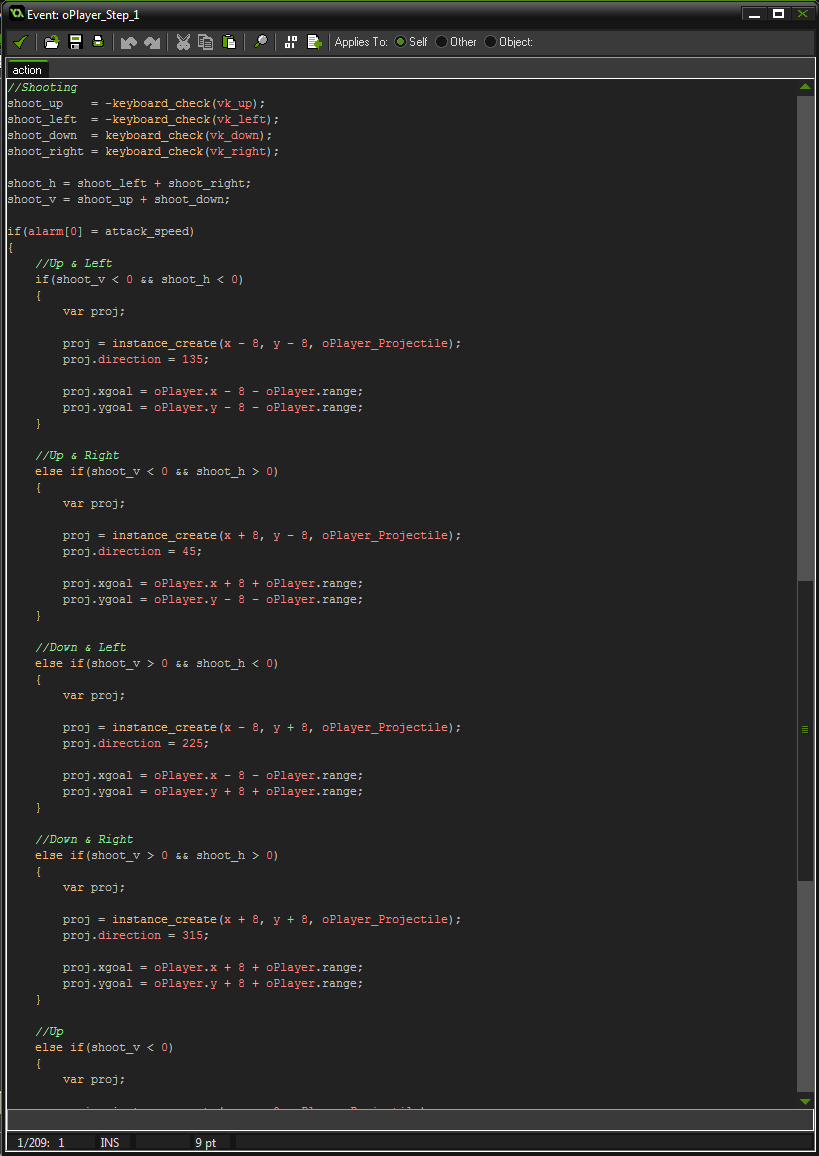 Event: oPlayer_Step_1
Applies To: Self Other Object:
action
//Shooting
shoot_up = -keyboard_check(vk_up);
shoot_left = -keyboard_check(vk_left);
shoot_down = keyboard_check(vk_down);
shoot_right = keyboard_check(vk_right);
shoot_h = shoot_left + shoot_right;
shoot_v = shoot_up + shoot_down;
if(alarm[0] = attack_speed)
{
//Up & Left
if(shoot_v < 0 && shoot_h < 0)
{
var proj;
proj = instance_create(x - 8, y - 8, oPlayer_Projectile);
proj.direction = 135;
proj.xgoal = oPlayer.x - 8 - oPlayer.range;
proj.ygoal = oPlayer.y - 8 - oPlayer.range;
}
//Up & Right
else if(shoot_v < 0 && shoot_h > 0)
{
var proj;
proj = instance_create(x + 8, y - 8, oPlayer_Projectile);
proj.direction = 45;
proj.xgoal = oPlayer.x + 8 + oPlayer.range;
proj.ygoal = oPlayer.y - 8 - oPlayer.range;
}
//Down & Left
else if(shoot_v > 0 && shoot_h < 0)
{
var proj;
proj = instance_create(x - 8, y + 8, oPlayer_Projectile);
proj.direction = 225;
proj.xgoal = oPlayer.x - 8 - oPlayer.range;
proj.ygoal = oPlayer.y + 8 + oPlayer.range;
}
//Down & Right
else if(shoot_v > 0 && shoot_h > 0)
{
var proj;
proj = instance_create(x + 8, y + 8, oPlayer_Projectile);
proj.direction = 315;
proj.xgoal = oPlayer.x + 8 + oPlayer.range;
proj.ygoal = oPlayer.y + 8 + oPlayer.range;
}
//Up
else if(shoot_v < 0)
{
var proj;
1/209: 1 INS 9 pt